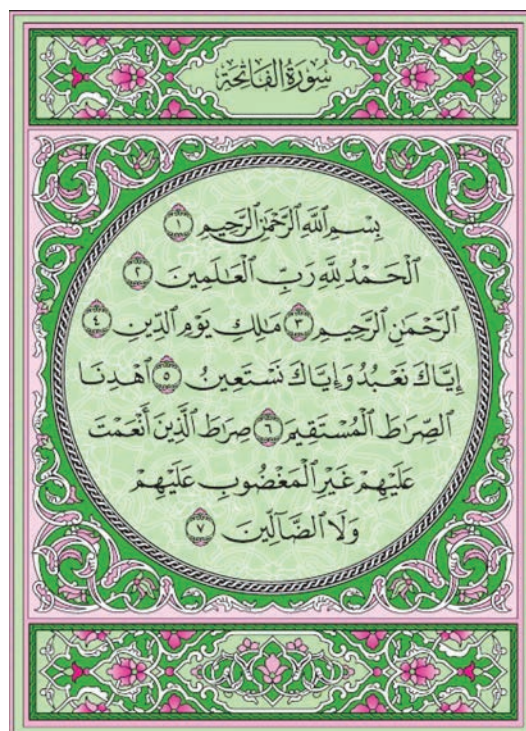 سُورَةُ الفَاتِحَةِ
بِسْمِ ٱللَّهِ ٱلرَّحْمَٰنِ ٱلرَّحِيمِ ١
ٱلْحَمْدُ لِلَّهِ رَبِّ ٱلْعَٰلَمِينَ ٢
ٱلرَّحْمَٰنِ ٱلرَّحِيمِ ٣ مَٰلِكِ يَوْمِ ٱلدِّينِ ٤
إِيَّاكَ نَعْبُدُ وَإِيَّاكَ نَسْتَعِينُ ٥ ٱهْدِنَا
ٱلصِّرَٰطَ ٱلْمُسْتَقِيمَ ٦ صِرَٰطَ ٱلَّذِينَ أَنْعَمْتَ
عَلَيْهِمْ غَيْرِ ٱلْمَغْضُوبِ عَلَيْهِمْ
وَلَا ٱلضَّآلِّينَ ٧